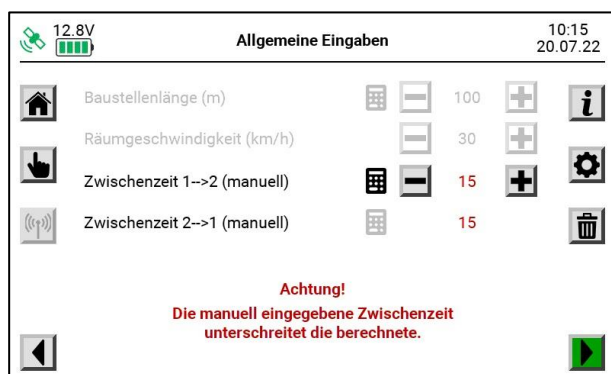 12.8V
Allgemeine Eingaben
10:15
20.07.22
Baustellenlänge (m) 100
Räumgeschwindigkeit (km/h) 30
Zwischenzeit 1-->2 (manuell) 15
Zwischenzeit 2-->1 (manuell) 15
Achtung!
Die manuell eingegebene Zwischenzeit
unterschreitet die berechnete.